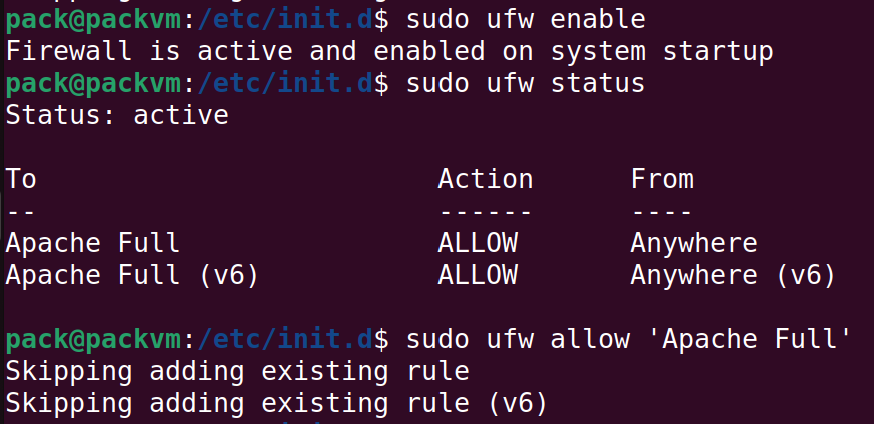 pack@packvm:/etc/init.d$ sudo ufw enable
Firewall is active and enabled on system startup
pack@packvm:/etc/init.d$ sudo ufw status
Status: active
To                         Action      From
--                         ------      ----
Apache Full                ALLOW       Anywhere
Apache Full (v6)           ALLOW       Anywhere (v6)
pack@packvm:/etc/init.d$ sudo ufw allow 'Apache Full'
Skipping adding existing rule
Skipping adding existing rule (v6)